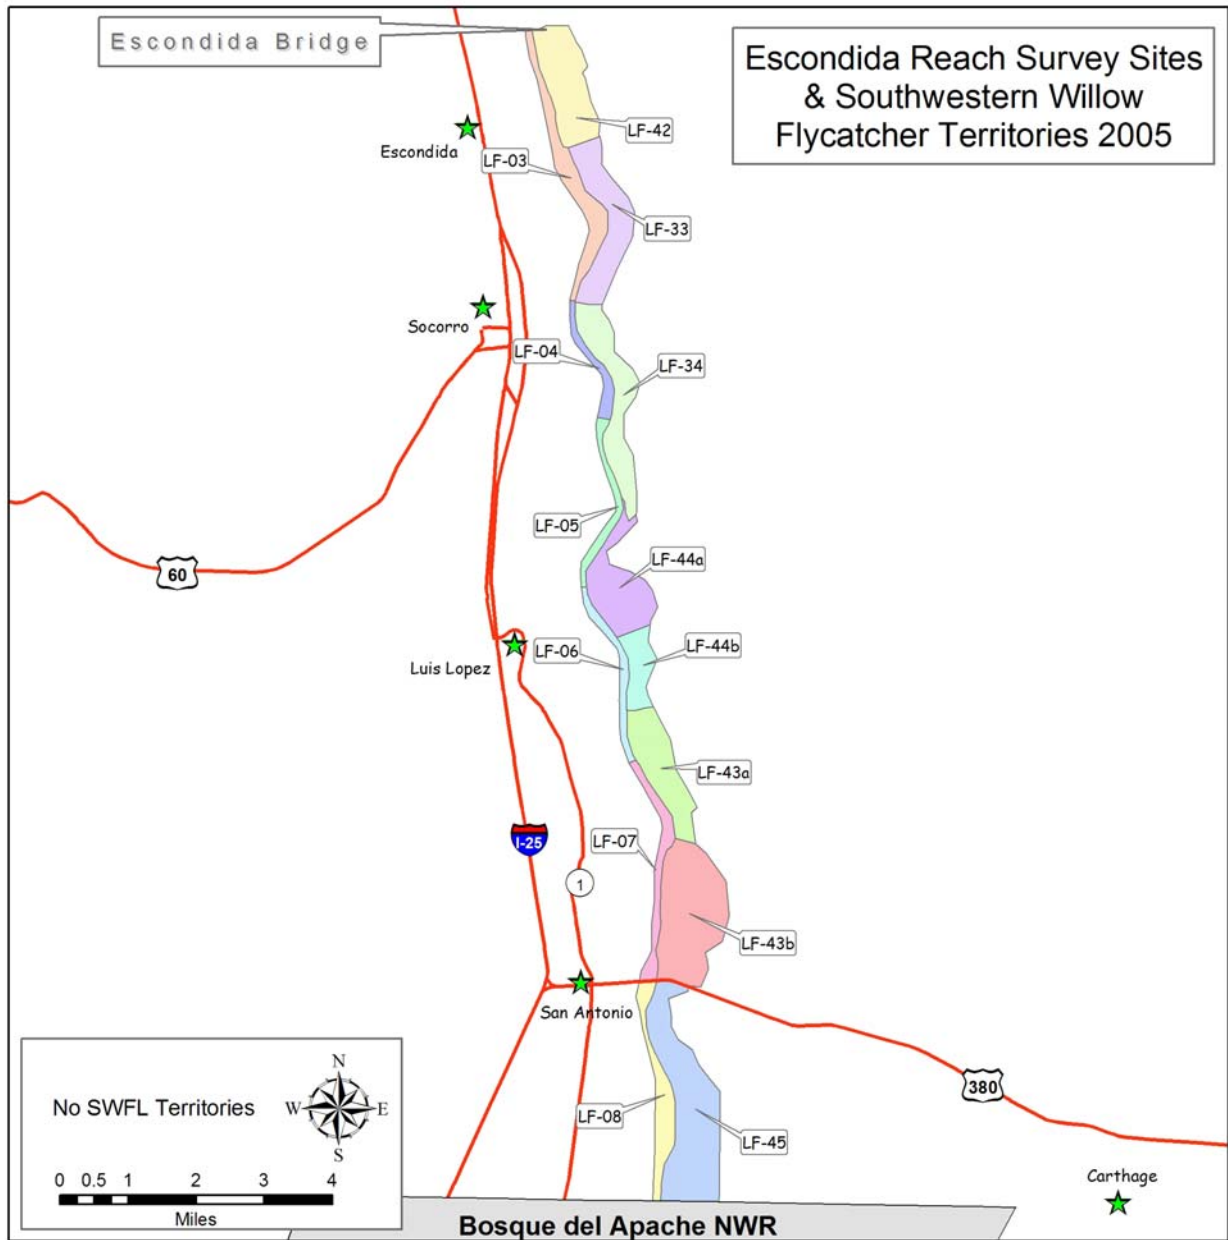 Escondida Bridge
Escondida Reach Survey Sites
& Southwestern Willow
Flycatcher Territories 2005
LF-42
Escondida
LF-03
LF-33
Socorro
LF-04
LF-34
LF-05
LF-44a
60
LF-06
LF-44b
Luis Lopez
LF-43a
I-25
LF-07
1
LF-43b
San Antonio
No SWFL Territories
N
W
E
S
380
LF-08
LF-45
0 0.5 1 2 3 4
Miles
Carthage
Bosque del Apache NWR